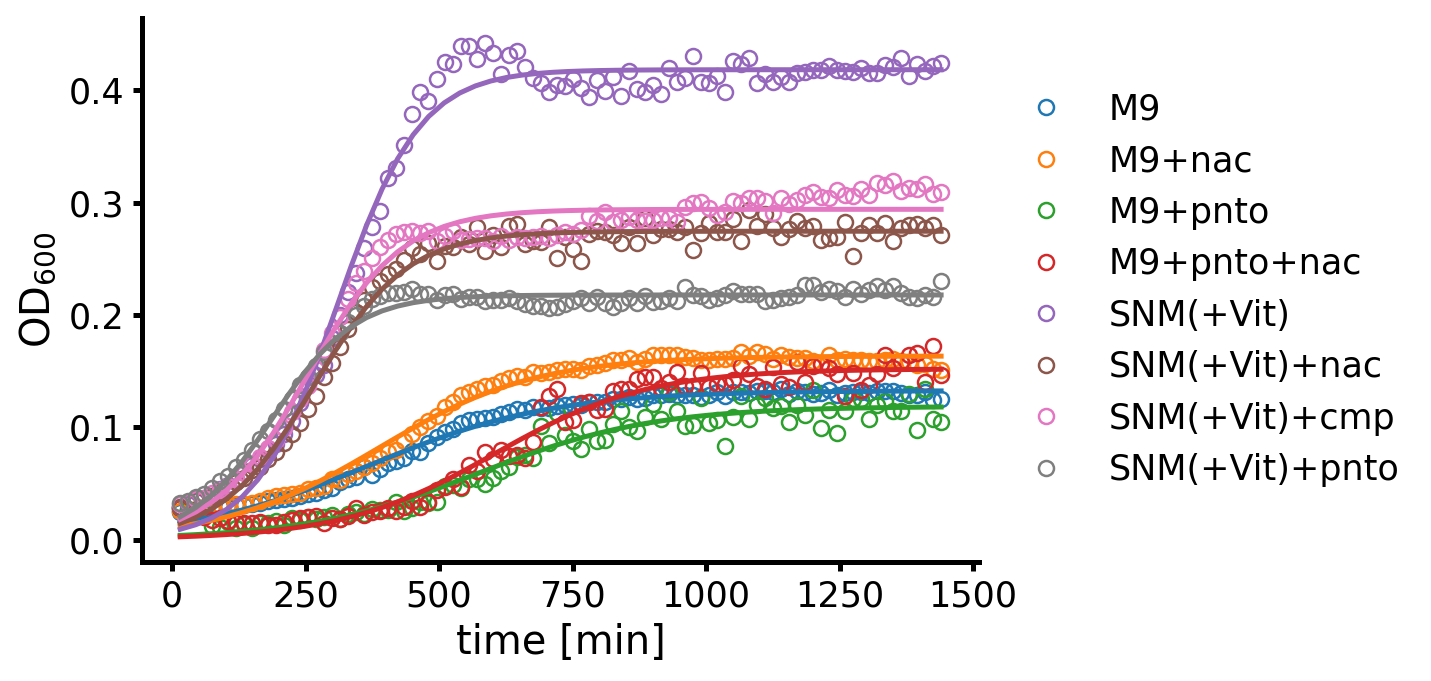 0.4
0.3
0.2
0.1
0.0
OD600
0
250
500
750
1000
1250
1500
time [min]
M9
M9+nac
M9+pnto
M9+pnto+nac
SNM(+Vit)
SNM(+Vit)+nac
SNM(+Vit)+cmp
SNM(+Vit)+pnto